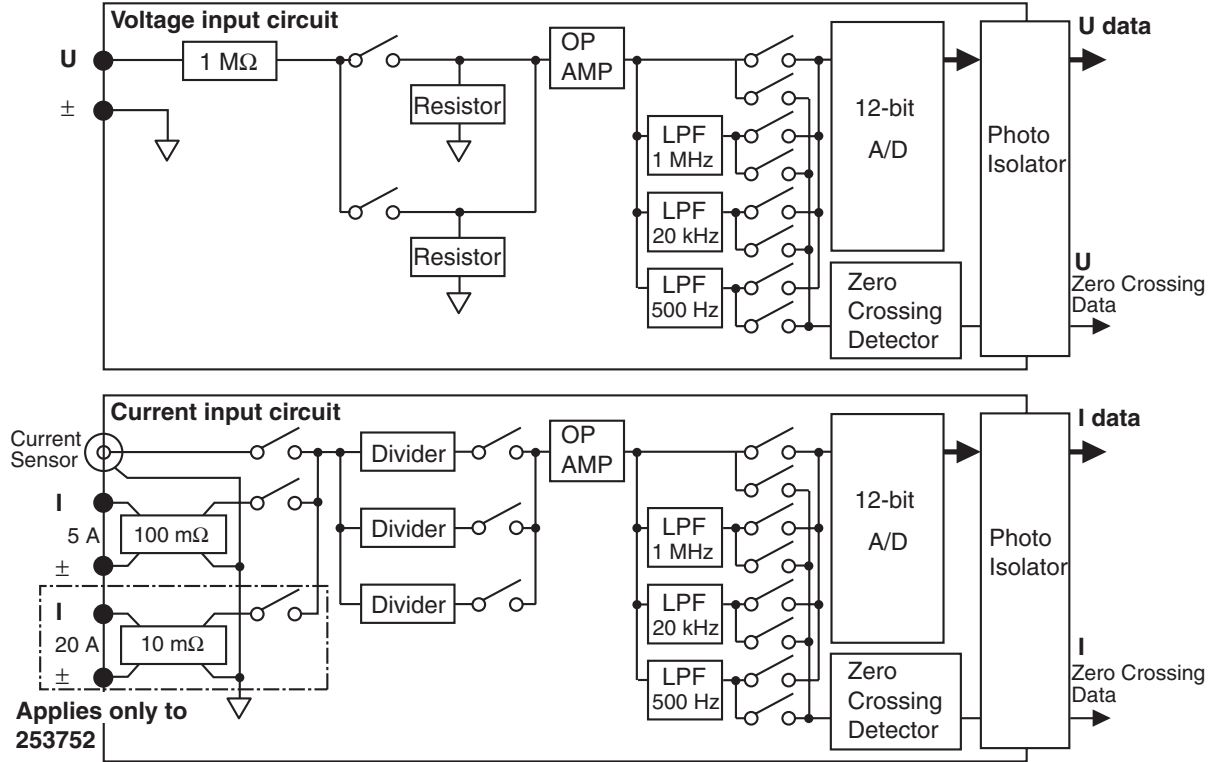 Voltage input circuit
U
±
1 MΩ
Resistor
Resistor
OP
AMP
LPF
1 MHz
LPF
20 kHz
LPF
500 Hz
12-bit
A/D
Zero
Crossing
Detector
Photo
Isolator
U data
U
Zero Crossing
Data
Current input circuit
Current
Sensor
I
5 A
±
100 mΩ
I
20 A
±
10 mΩ
Applies only to
253752
Divider
Divider
Divider
OP
AMP
LPF
1 MHz
LPF
20 kHz
LPF
500 Hz
12-bit
A/D
Zero
Crossing
Detector
Photo
Isolator
I data
I
Zero Crossing
Data